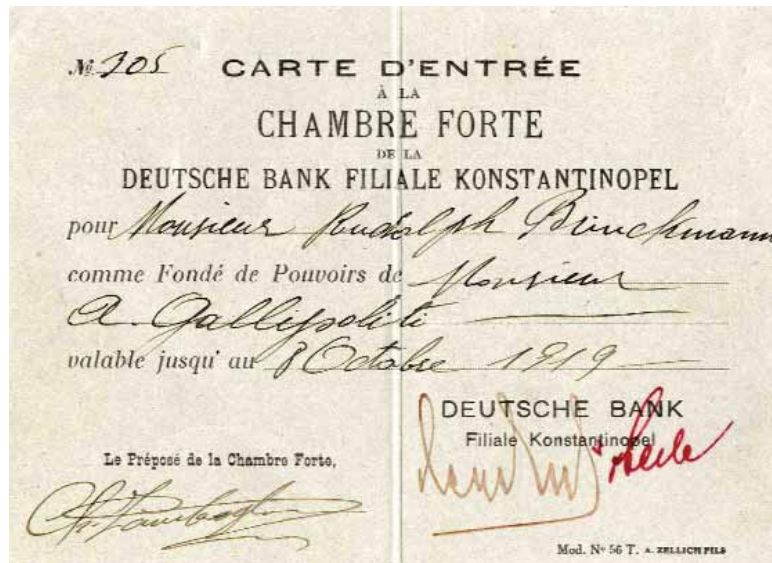 № 305 CARTE D'ENTRÉE
À LA
CHAMBRE FORTE
DE LA
DEUTSCHE BANK FILIALE KONSTANTINOPEL
pour Monsieur Rudolph Brinckmann
comme Fondé de Pouvoirs de Monsieur
A. Gallipoliti
valable jusqu' au 8 Octobre 1919
DEUTSCHE BANK
Filiale Konstantinopel
Le Préposé de la Chambre Forte,
Mod. Nº 56 T. A. ZELLICH FILS